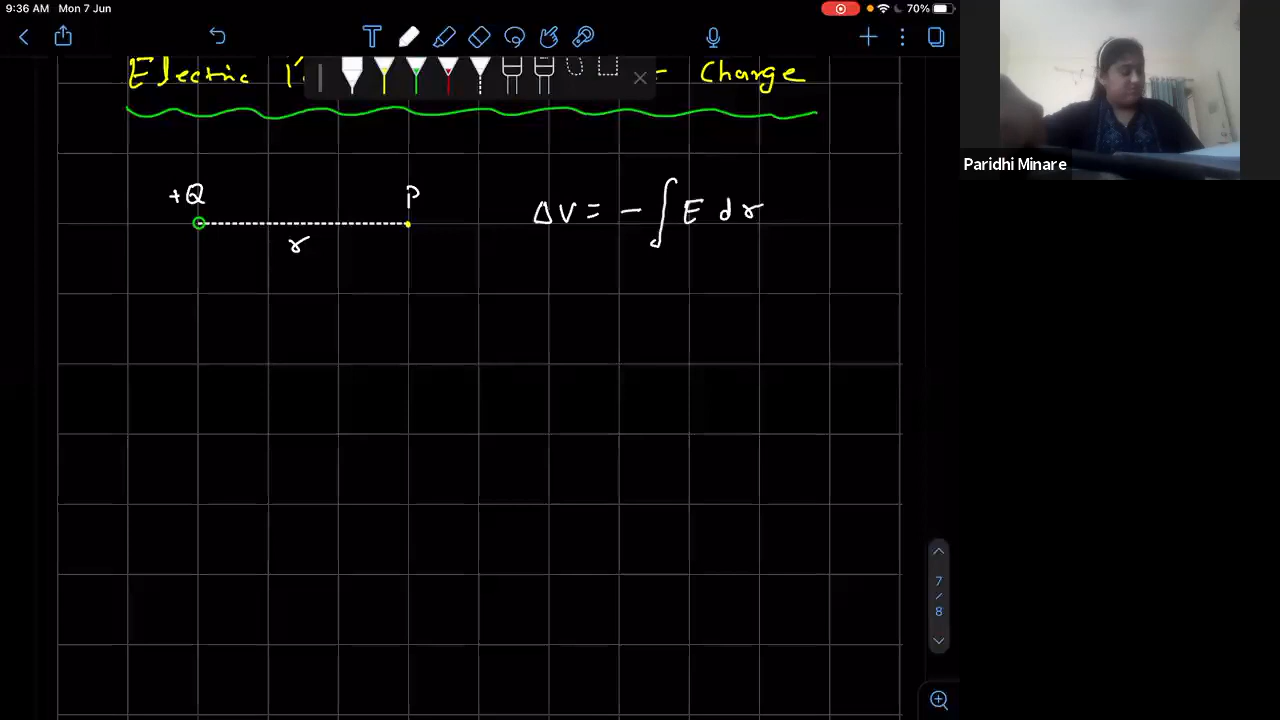 9:36 AM Mon 7 Jun
70%
Electric
- Charge
Paridhi Minare
+Q
P
ΔV = - ∫ E dr
r
7
/
8